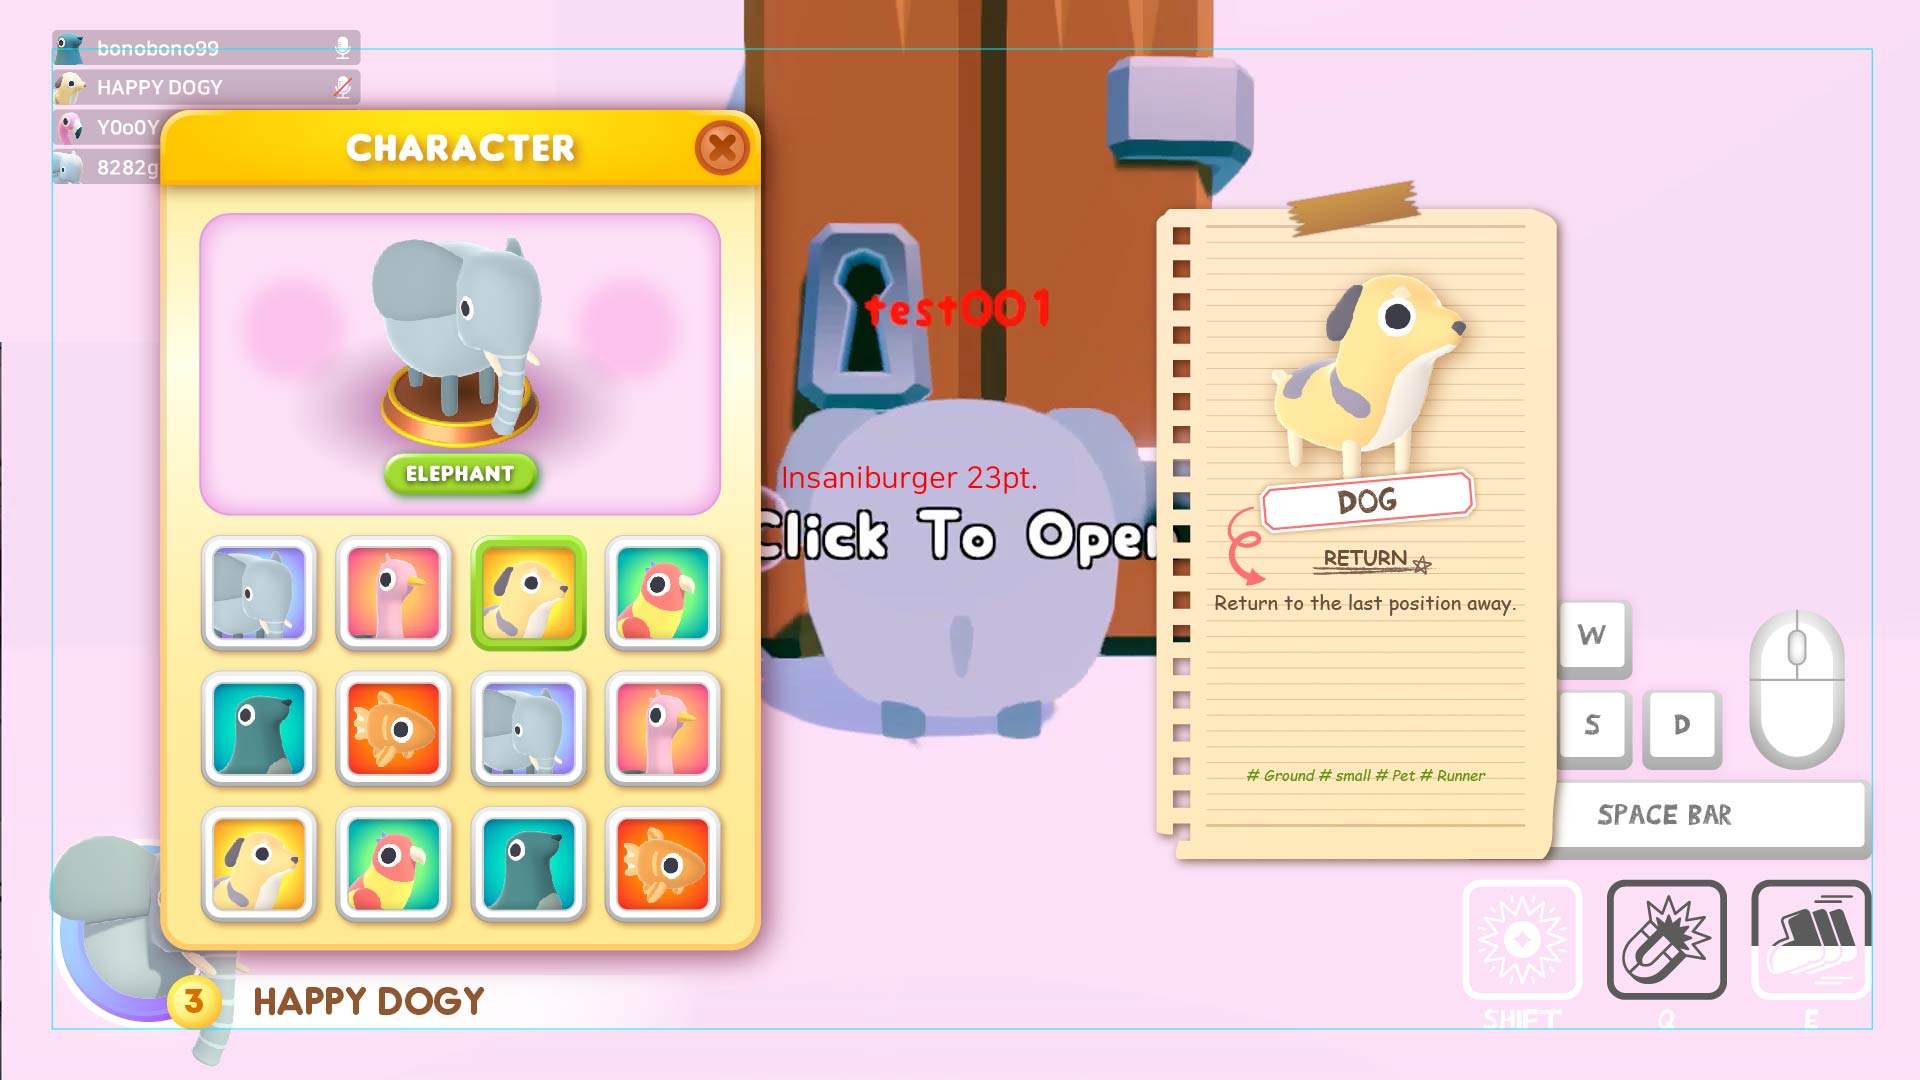 bonobono99
HAPPY DOGY
Y0o0Y
8282g
CHARACTER
ELEPHANT
test001
Insaniburger 23pt.
Click To Open
DOG
RETURN
Return to the last position away.
# Ground # small # Pet # Runner
W
S
D
SPACE BAR
SHIFT
Q
E
3
HAPPY DOGY